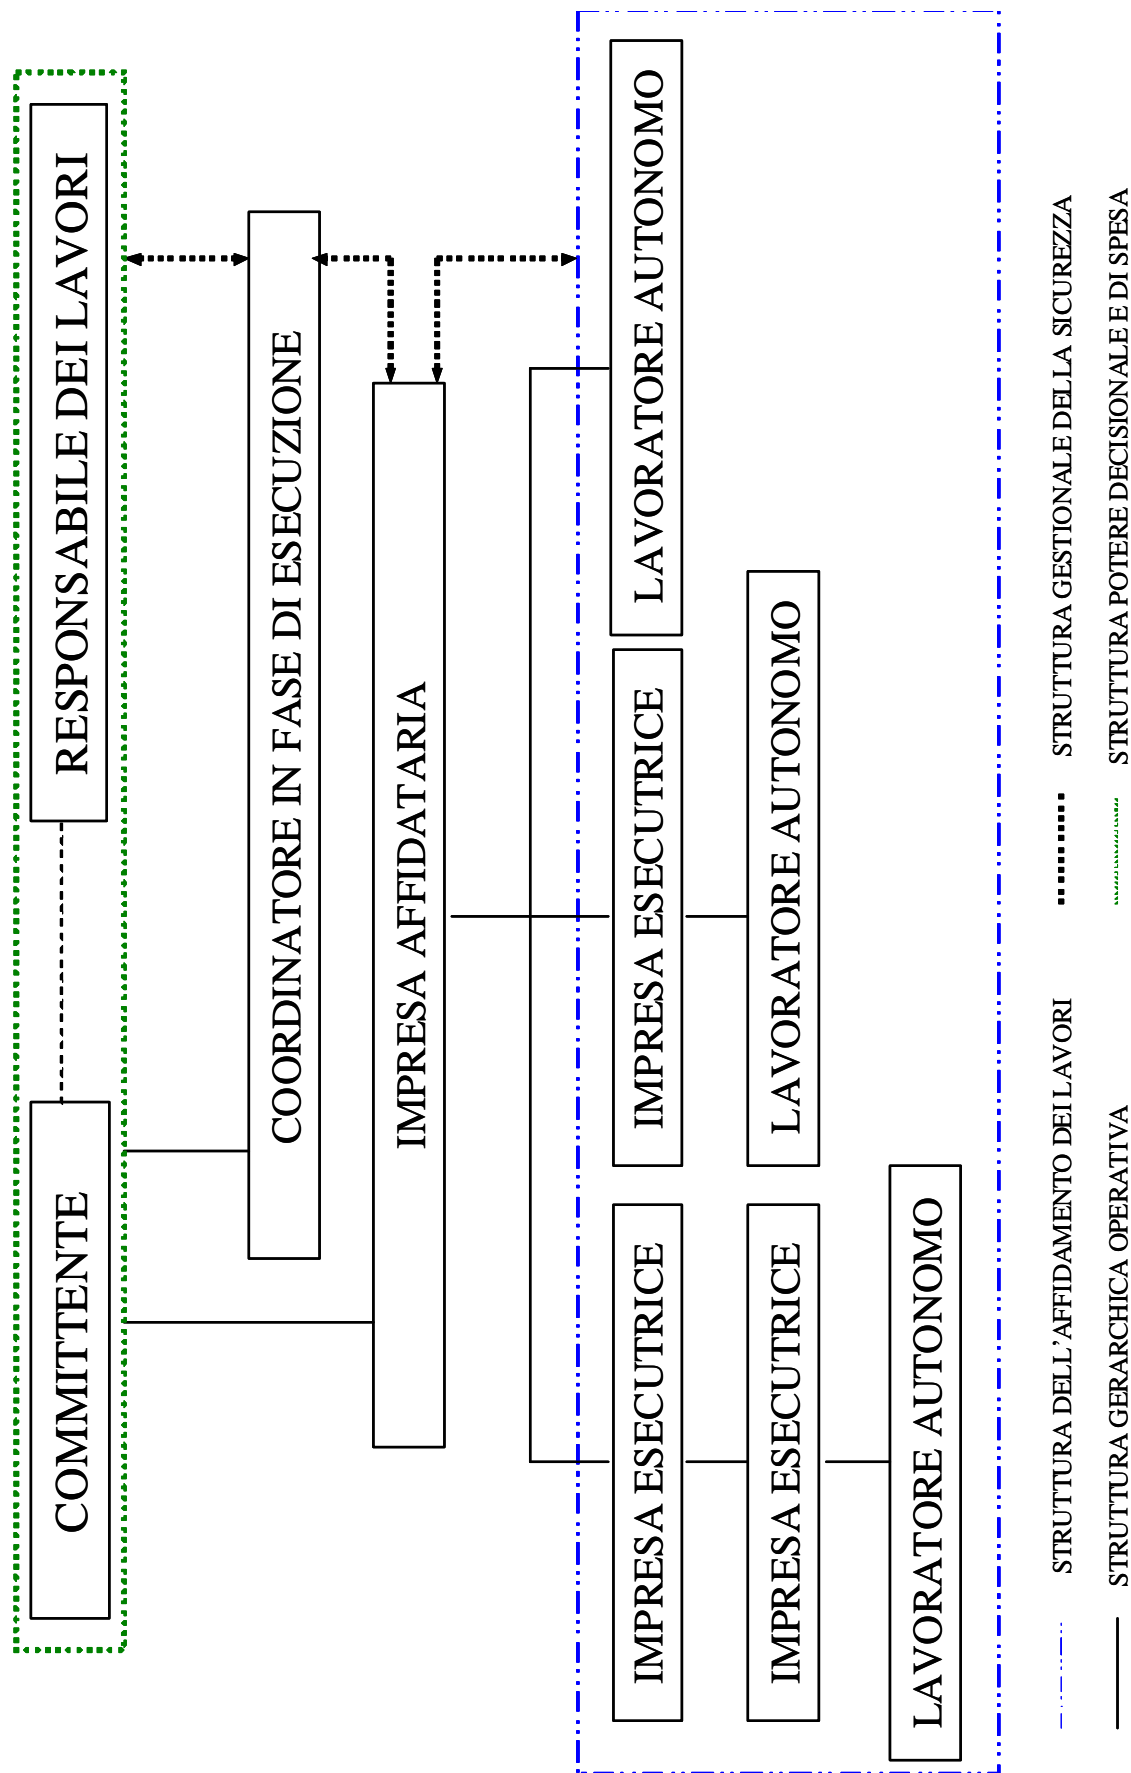 COMMITTENTE
RESPONSABILE DEI LAVORI
COORDINATORE IN FASE DI ESECUZIONE
IMPRESA AFFIDATARIA
IMPRESA ESECUTRICE
IMPRESA ESECUTRICE
LAVORATORE AUTONOMO
IMPRESA ESECUTRICE
LAVORATORE AUTONOMO
LAVORATORE AUTONOMO
STRUTTURA DELL'AFFIDAMENTO DEI LAVORI
STRUTTURA GESTIONALE DELLA SICUREZZA
STRUTTURA GERARCHICA OPERATIVA
STRUTTURA POTERE DECISIONALE E DI SPESA